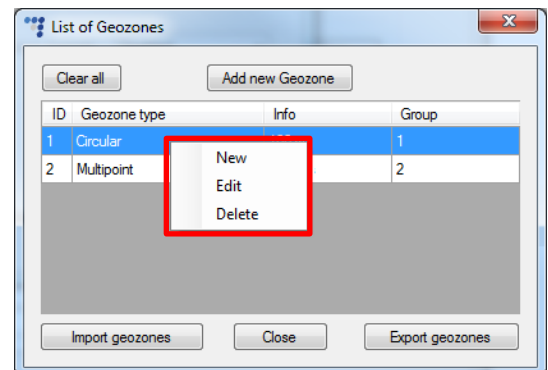 List of Geozones
Clear all Add new Geozone
ID Geozone type Info Group
1 Circular 1
2 Multipoint 2
New
Edit
Delete
Import geozones Close Export geozones